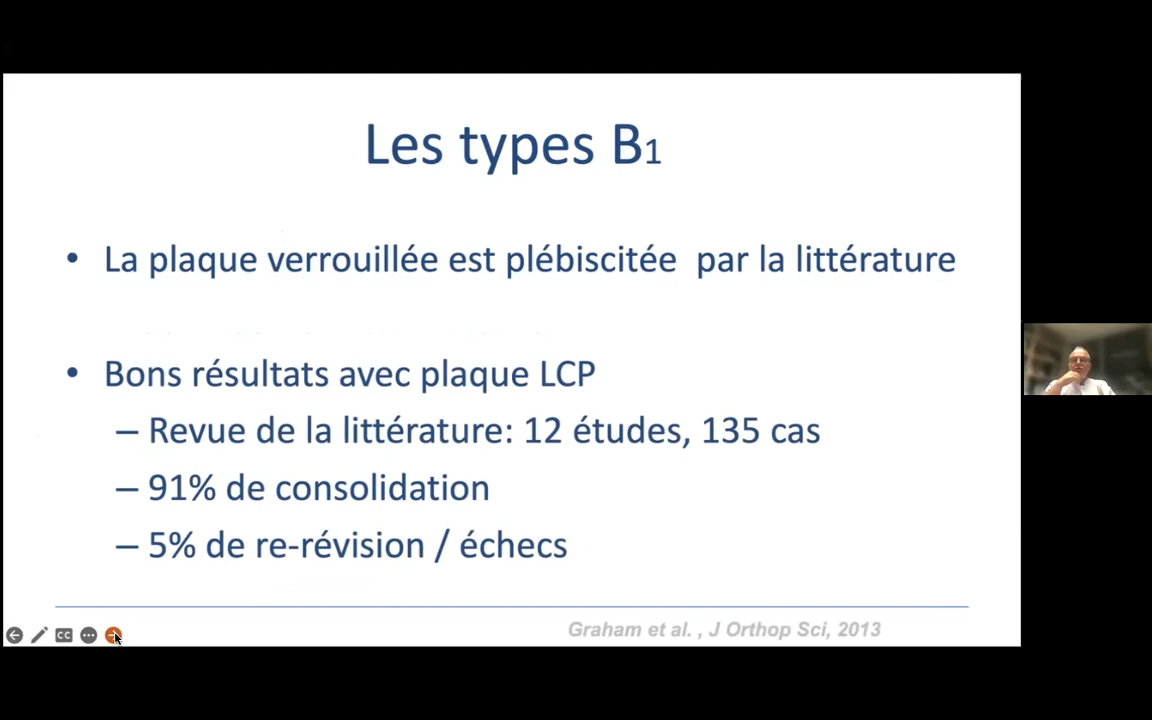 Les types B1
• La plaque verrouillée est plébiscitée par la littérature
• Bons résultats avec plaque LCP
– Revue de la littérature: 12 études, 135 cas
– 91% de consolidation
– 5% de re-révision / échecs
CC
Graham et al. , J Orthop Sci, 2013